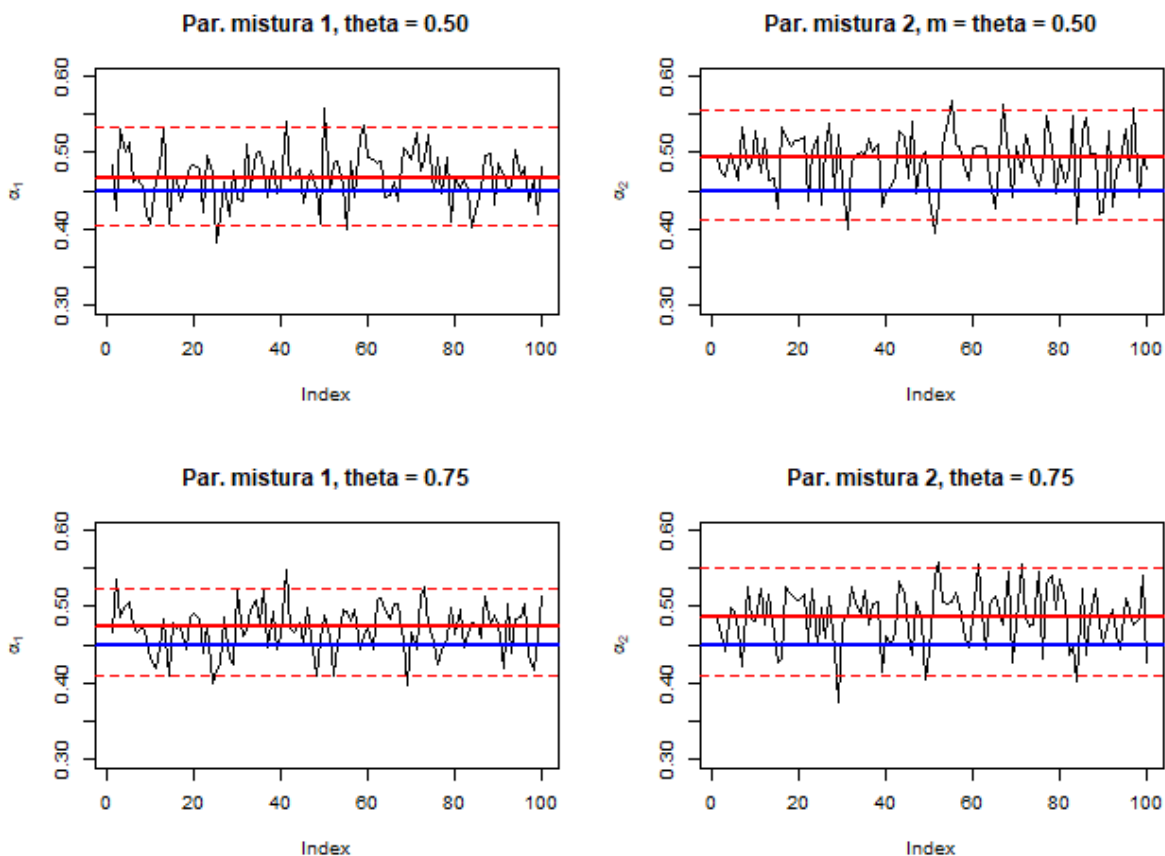 Par. mistura 1, theta = 0.50
0.60
0.50
0.40
0.30
α₁
0 20 40 60 80 100
Index
Par. mistura 2, m = theta = 0.50
0.60
0.50
0.40
0.30
α₂
0 20 40 60 80 100
Index
Par. mistura 1, theta = 0.75
0.60
0.50
0.40
0.30
α₁
0 20 40 60 80 100
Index
Par. mistura 2, theta = 0.75
0.60
0.50
0.40
0.30
α₂
0 20 40 60 80 100
Index